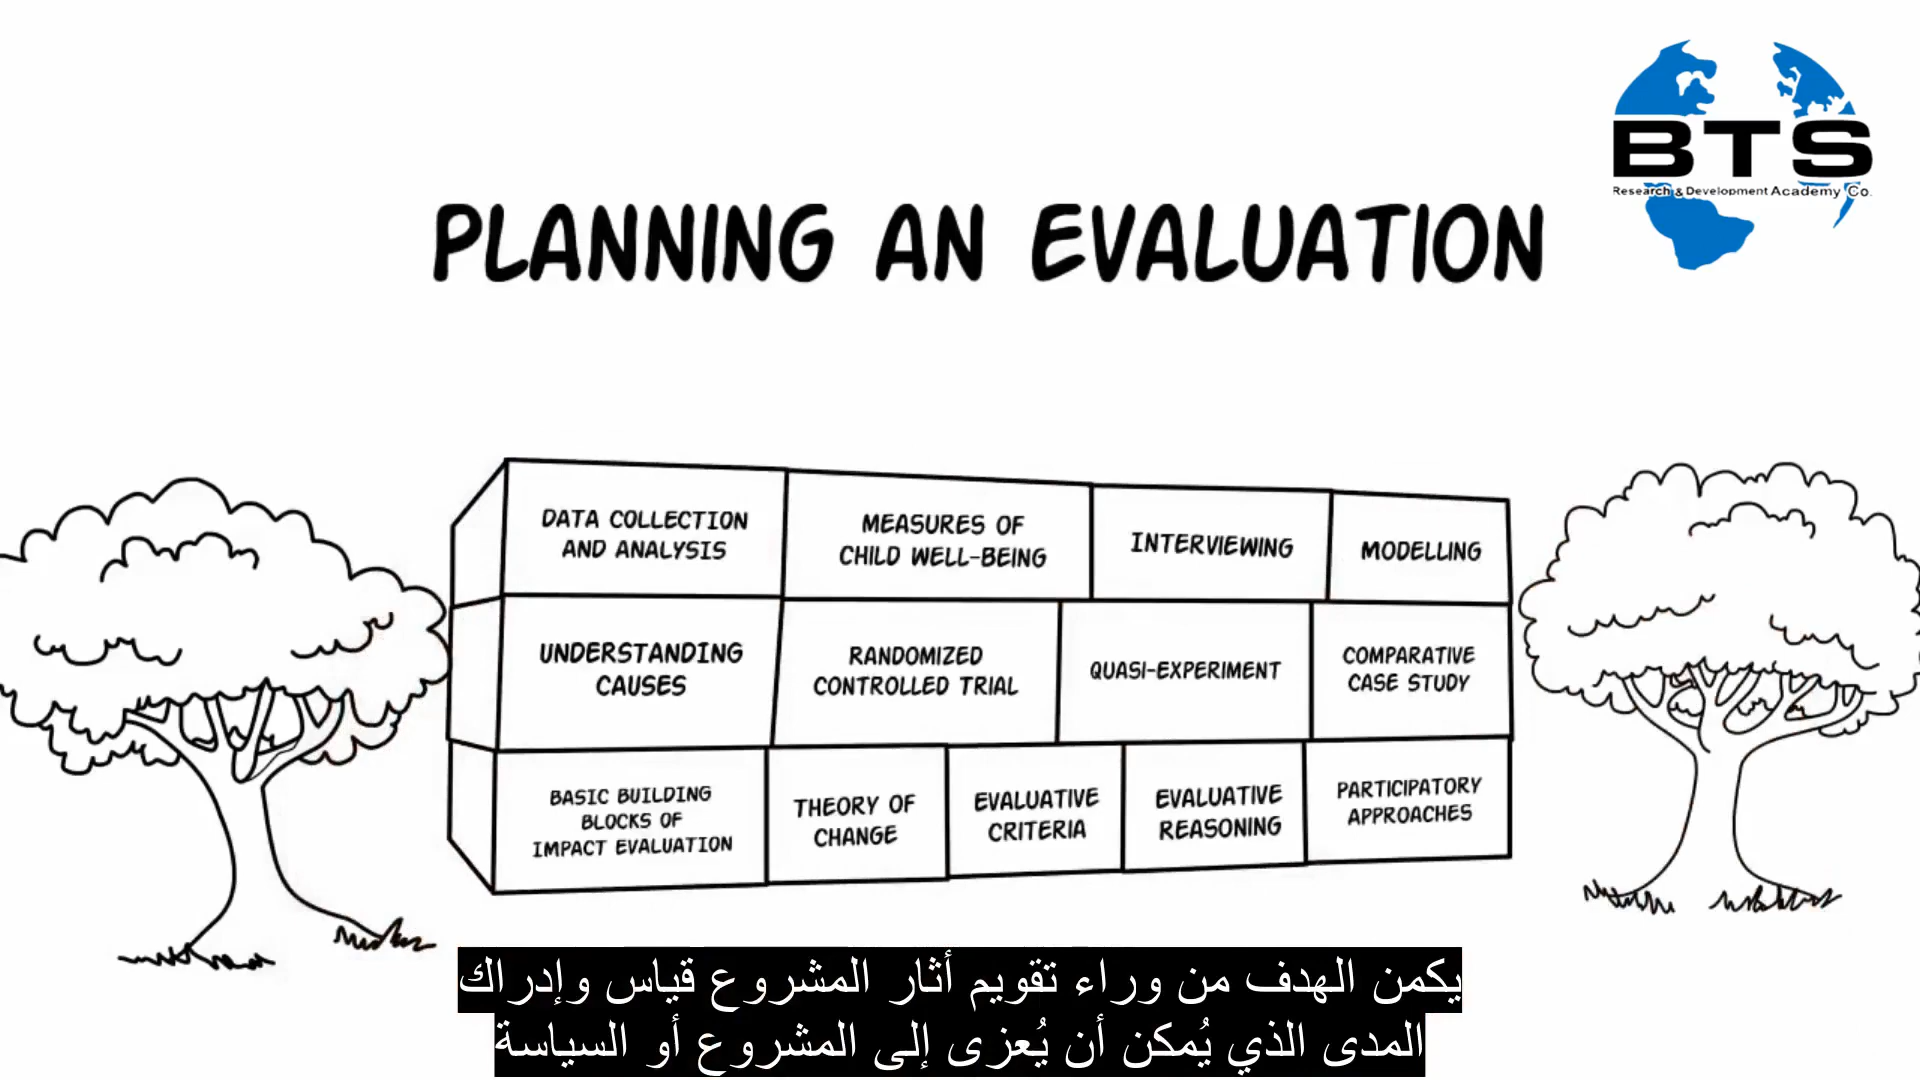 BTS
Research & Development Academy Co.
PLANNING AN EVALUATION
DATA COLLECTION
AND ANALYSIS
MEASURES OF
CHILD WELL-BEING
INTERVIEWING
MODELLING
UNDERSTANDING
CAUSES
RANDOMIZED
CONTROLLED TRIAL
QUASI-EXPERIMENT
COMPARATIVE
CASE STUDY
BASIC BUILDING
BLOCKS OF
IMPACT EVALUATION
THEORY OF
CHANGE
EVALUATIVE
CRITERIA
EVALUATIVE
REASONING
PARTICIPATORY
APPROACHES
يكمن الهدف من وراء تقويم أثار المشروع قياس وإدراك
المدى الذي يُمكن أن يُعزى إلى المشروع أو السياسة